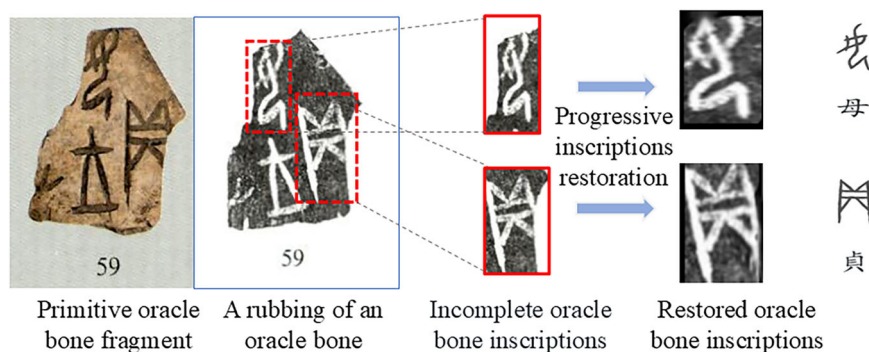 59
59
Progressive
inscriptions
restoration
母
貞
Primitive oracle
bone fragment
A rubbing of an
oracle bone
Incomplete oracle
bone inscriptions
Restored oracle
bone inscriptions